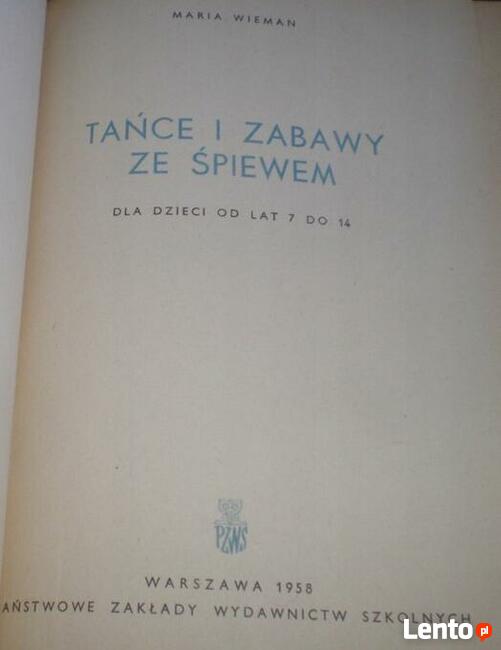 MARIA WIEMAN
TAŃCE I ZABAWY
ZE ŚPIEWEM
DLA DZIECI OD LAT 7 DO 14
PZWS
WARSZAWA 1958
AŃSTWOWE ZAKŁADY WYDAWNICTW SZKOLNYCH
Lento.pl